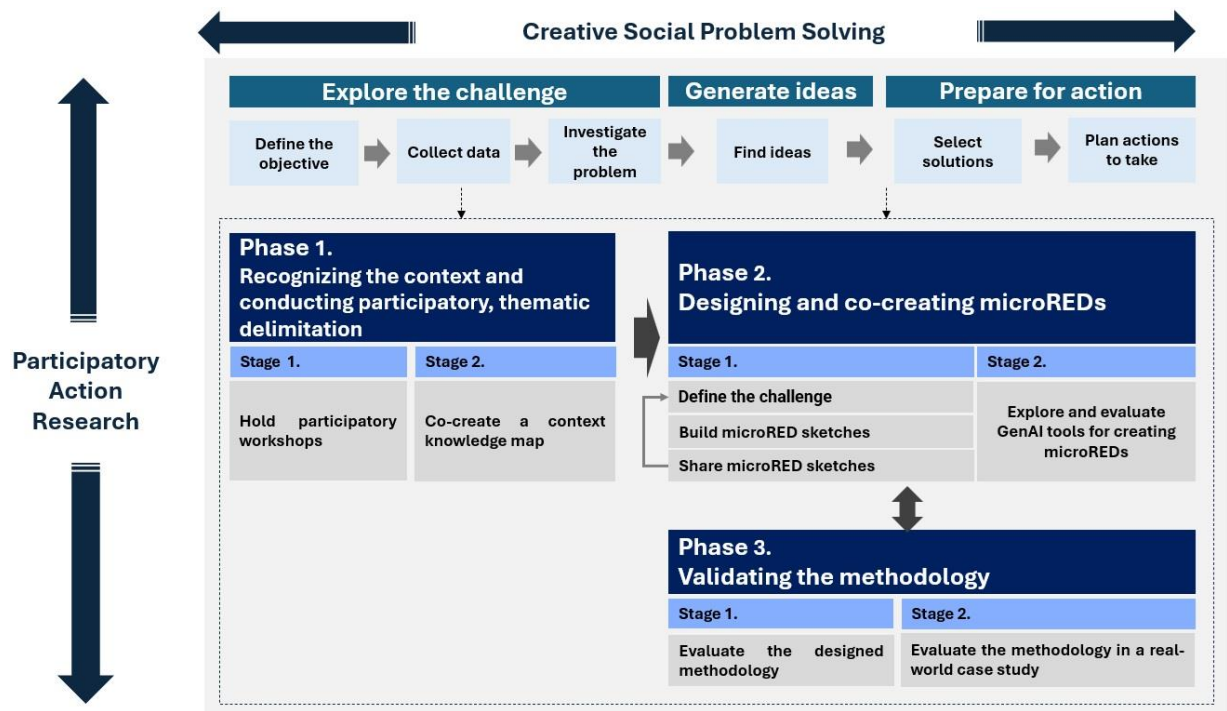 Creative Social Problem Solving
Explore the challenge
Generate ideas
Prepare for action
Define the
objective
Collect data
Investigate
the
problem
Find ideas
Select
solutions
Plan actions
to take
Participatory
Action
Research
Phase 1.
Recognizing the context and
conducting participatory, thematic
delimitation
Stage 1.
Stage 2.
Hold participatory
workshops
Co-create a context
knowledge map
Phase 2.
Designing and co-creating microREDs
Stage 1.
Stage 2.
Define the challenge
Build microRED sketches
Share microRED sketches
Explore and evaluate
GenAI tools for creating
microREDs
Phase 3.
Validating the methodology
Stage 1.
Stage 2.
Evaluate the designed
methodology
Evaluate the methodology in a real-
world case study